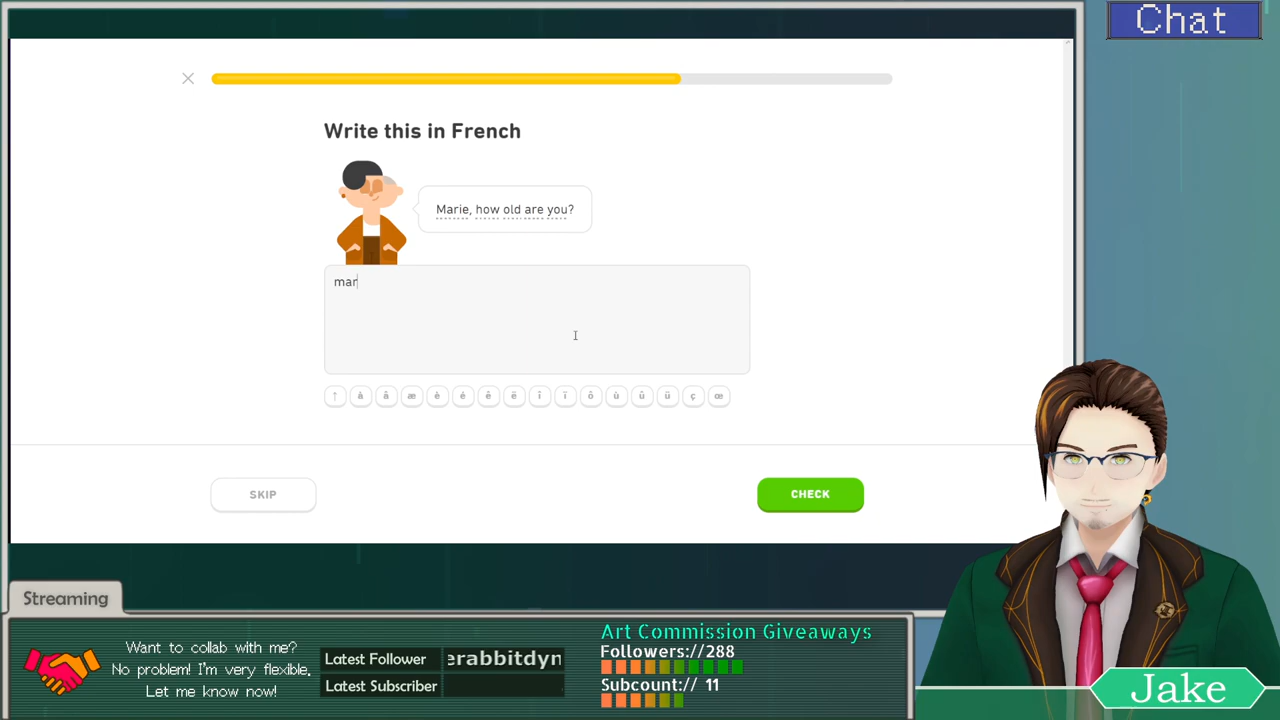 Chat
Write this in French
Marie, how old are you?
mar
↑ à â æ è é ê ë î ï ô ù û ü ç œ
SKIP
CHECK
Streaming
Want to collab with me?
No problem! I'm very flexible.
Let me know now!
Latest Follower
erabbitdyn
Latest Subscriber
Art Commission Giveaways
Followers://288
Subcount:// 11
Jake